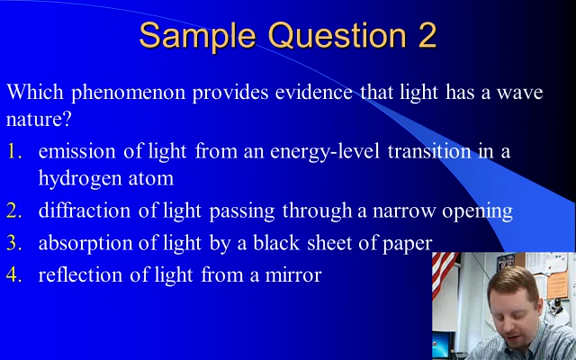 Sample Question 2
Which phenomenon provides evidence that light has a wave
nature?
1. emission of light from an energy-level transition in a
hydrogen atom
2. diffraction of light passing through a narrow opening
3. absorption of light by a black sheet of paper
4. reflection of light from a mirror